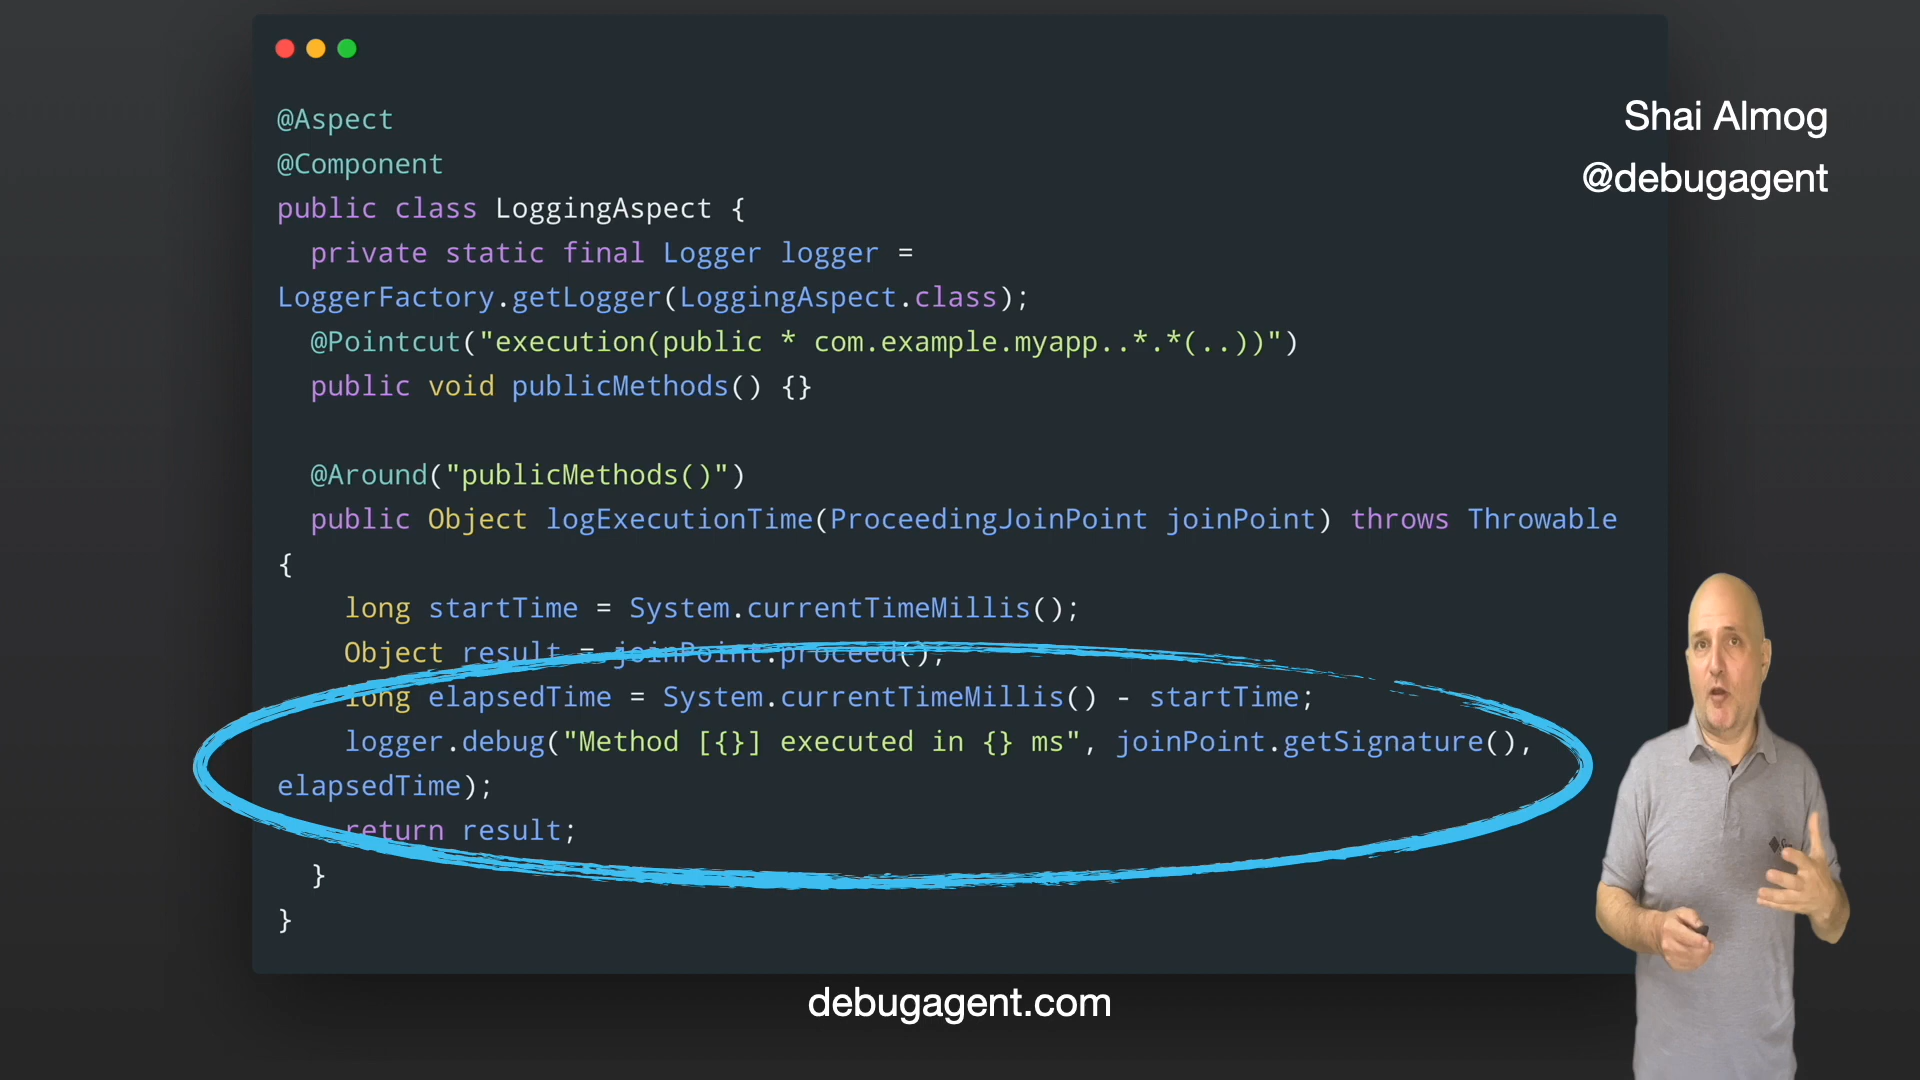 @Aspect
@Component
public class LoggingAspect {
private static final Logger logger =
LoggerFactory.getLogger(LoggingAspect.class);
@Pointcut("execution(public * com.example.myapp..*.*(..))")
public void publicMethods() {}
@Around("publicMethods()")
public Object logExecutionTime(ProceedingJoinPoint joinPoint) throws Throwable
{
long startTime = System.currentTimeMillis();
Object result = joinPoint.proceed();
long elapsedTime = System.currentTimeMillis() - startTime;
logger.debug("Method [{}] executed in {} ms", joinPoint.getSignature(),
elapsedTime);
return result;
}
}
Shai Almog
@debugagent
debugagent.com